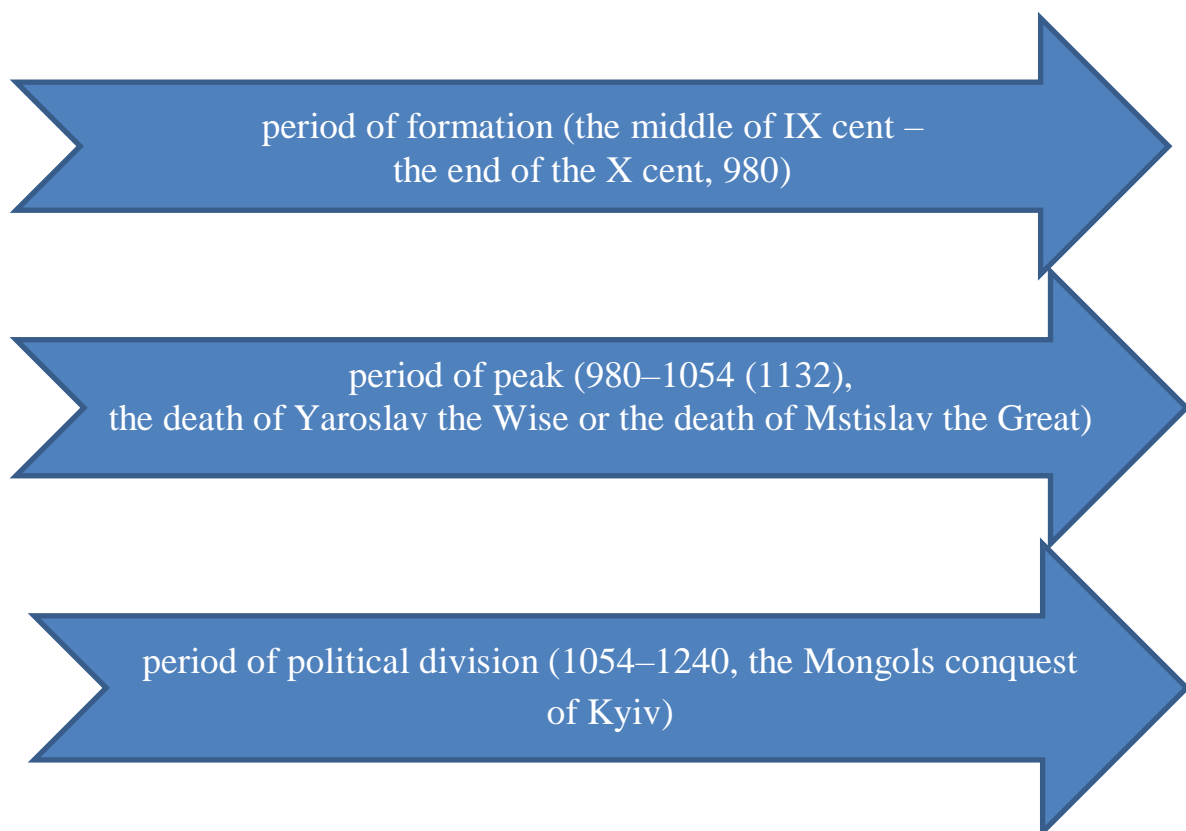 period of formation (the middle of IX cent –
the end of the X cent, 980)
period of peak (980–1054 (1132),
the death of Yaroslav the Wise or the death of Mstislav the Great)
period of political division (1054–1240, the Mongols conquest
of Kyiv)